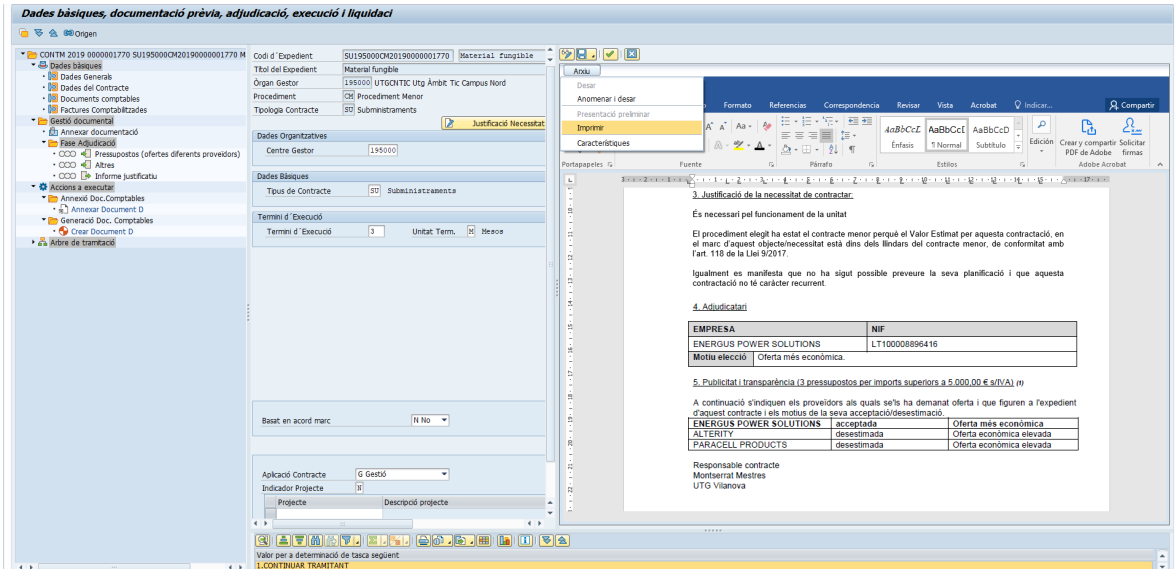 Dades bàsiques, documentació prèvia, adjudicació, execució i liquidaci
Origen
CONTM 2019 0000001770 SU195000CM20190000001770 M
Dades bàsiques
Dades Generals
Dades del Contracte
Documents comptables
Factures Comptabilitzades
Gestió documental
Annexar documentació
Fase Adjudicació
Pressupostos (ofertes diferents proveïdors)
Altres
Informe justificatiu
Accions a executar
Annexió Doc.Comptables
Annexar Document D
Generació Doc. Comptables
Crear Document D
Arbre de tramitació
Codi d´Expedient SU195000CM20190000001770 Material fungible
Títol del Expedient Material fungible
Órgan Gestor 195000 UTGCNTIC Utg Àmbit Tic Campus Nord
Procediment CM Procediment Menor
Tipologia Contracte SU Subministraments
Justificació Necessitat
Dades Organitzatives
Centre Gestor 195000
Dades Bàsiques
Tipus de Contracte SU Subministraments
Termini d´Execució
Termini d´Execució 3 Unitat Term. M Mesos
Basat en acord marc N No
Aplicació Contracte G Gestió
Indicador Projecte N
Projecte Descripció projecte
Valor per a determinació de tasca següent
1.CONTINUAR TRAMITANT
Arxiu
Desar
Anomenar i desar
Presentació preliminar
Imprimir
Característiques
Formato Referencias Correspondencia Revisar Vista Acrobat Indicar... Compartir
AaBbCcL AaBbCcI AaBbCcD
Énfasis ¶ Normal Subtítulo
Edición
Crear y compartir PDF de Adobe
Solicitar firmas
Portapapeles Fuente Párrafo Estilos Adobe Acrobat
3. Justificació de la necessitat de contractar:
És necessari pel funcionament de la unitat
El procediment elegit ha estat el contracte menor perquè el Valor Estimat per aquesta contractació, en
el marc d'aquest objecte/necessitat està dins dels llindars del contracte menor, de conformitat amb
l'art. 118 de la Llei 9/2017.
Igualment es manifesta que no ha sigut possible preveure la seva planificació i que aquesta
contractació no té caràcter recurrent.
4. Adjudicatari
EMPRESA NIF
ENERGUS POWER SOLUTIONS LT100008896416
Motiu elecció Oferta més econòmica.
5. Publicitat i transparència (3 pressupostos per imports superiors a 5.000,00 € s/IVA) (1)
A continuació s'indiquen els proveïdors als quals se'ls ha demanat oferta i que figuren a l'expedient
d'aquest contracte i els motius de la seva acceptació/desestimació.
ENERGUS POWER SOLUTIONS acceptada Oferta més econòmica
ALTERITY desestimada Oferta econòmica elevada
PARACELL PRODUCTS desestimada Oferta econòmica elevada
Responsable contracte
Montserrat Mestres
UTG Vilanova